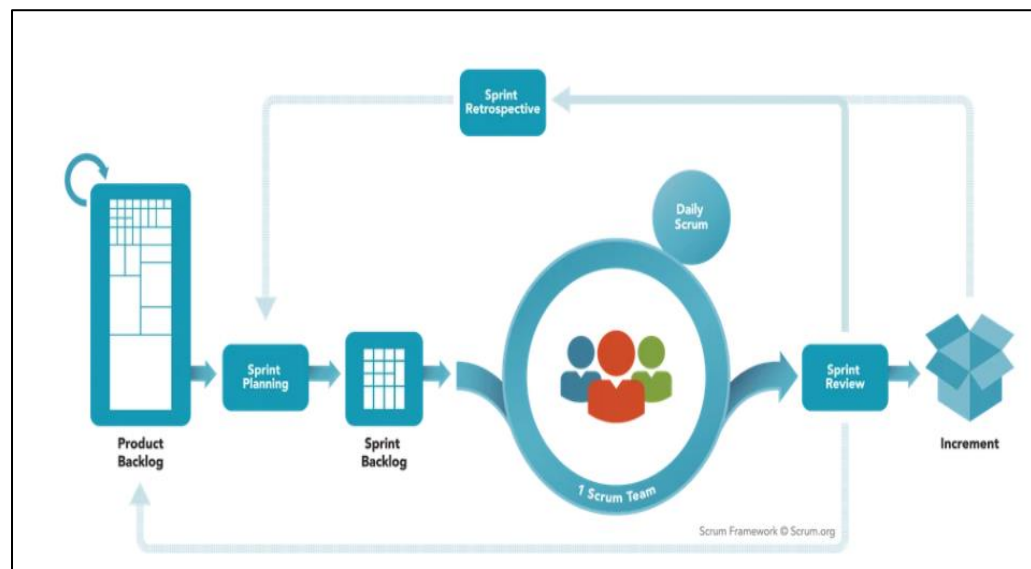 Sprint
Retrospective
Daily
Scrum
Sprint
Planning
Sprint
Review
Product
Backlog
Sprint
Backlog
1 Scrum Team
Increment
Scrum Framework © Scrum.org